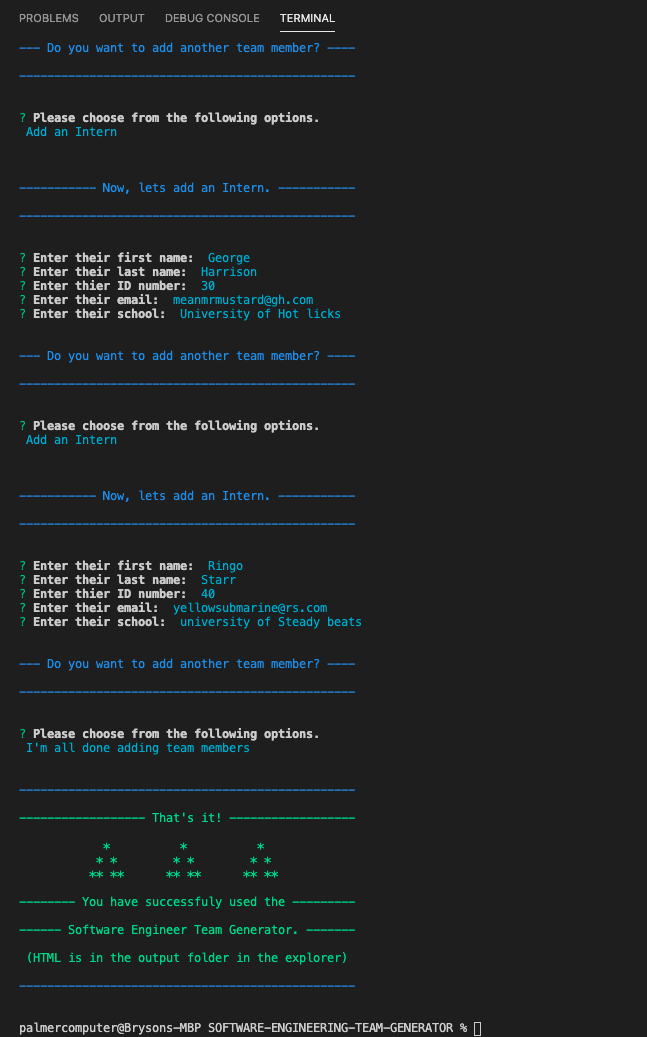 PROBLEMS OUTPUT DEBUG CONSOLE TERMINAL
--- Do you want to add another team member? ----
------------------------------------------------
? Please choose from the following options.
Add an Intern
----------- Now, lets add an Intern. -----------
------------------------------------------------
? Enter their first name: George
? Enter their last name: Harrison
? Enter thier ID number: 30
? Enter their email: meanmrmustard@gh.com
? Enter their school: University of Hot licks
--- Do you want to add another team member? ----
------------------------------------------------
? Please choose from the following options.
Add an Intern
----------- Now, lets add an Intern. -----------
------------------------------------------------
? Enter their first name: Ringo
? Enter their last name: Starr
? Enter thier ID number: 40
? Enter their email: yellowsubmarine@rs.com
? Enter their school: university of Steady beats
--- Do you want to add another team member? ----
------------------------------------------------
? Please choose from the following options.
I'm all done adding team members
------------------------------------------------
------------------ That's it! ------------------
* * *
* * * * * *
** ** ** ** ** **
-------- You have successfuly used the ---------
------ Software Engineer Team Generator. -------
(HTML is in the output folder in the explorer)
------------------------------------------------
palmercomputer@Brysons-MBP SOFTWARE-ENGINEERING-TEAM-GENERATOR %